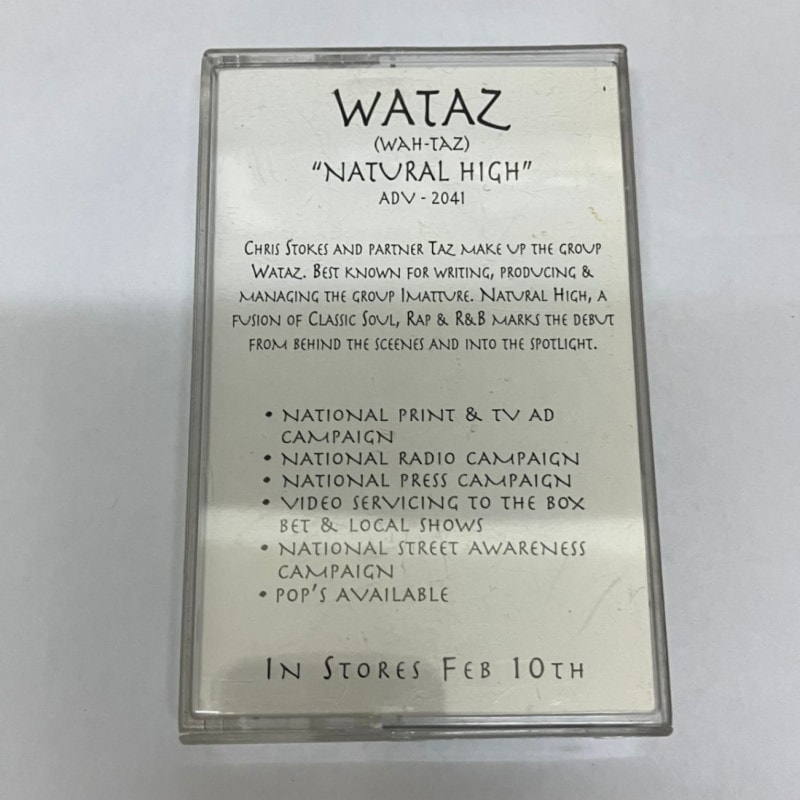 WATAZ
(WAH-TAZ)
"NATURAL HIGH"
ADV - 2041
CHRIS STOKES AND PARTNER TAZ MAKE UP THE GROUP
WATAZ. BEST KNOWN FOR WRITING, PRODUCING &
MANAGING THE GROUP IMATTURE. NATURAL HIGH, A
FUSION OF CLASSIC SOUL, RAP & R&B MARKS THE DEBUT
FROM BEHIND THE SCEENES AND INTO THE SPOTLIGHT.
• NATIONAL PRINT & TV AD
CAMPAIGN
• NATIONAL RADIO CAMPAIGN
• NATIONAL PRESS CAMPAIGN
• VIDEO SERVICING TO THE BOX
BET & LOCAL SHOWS
• NATIONAL STREET AWARENESS
CAMPAIGN
• POP'S AVAILABLE
IN STORES FEB 10TH